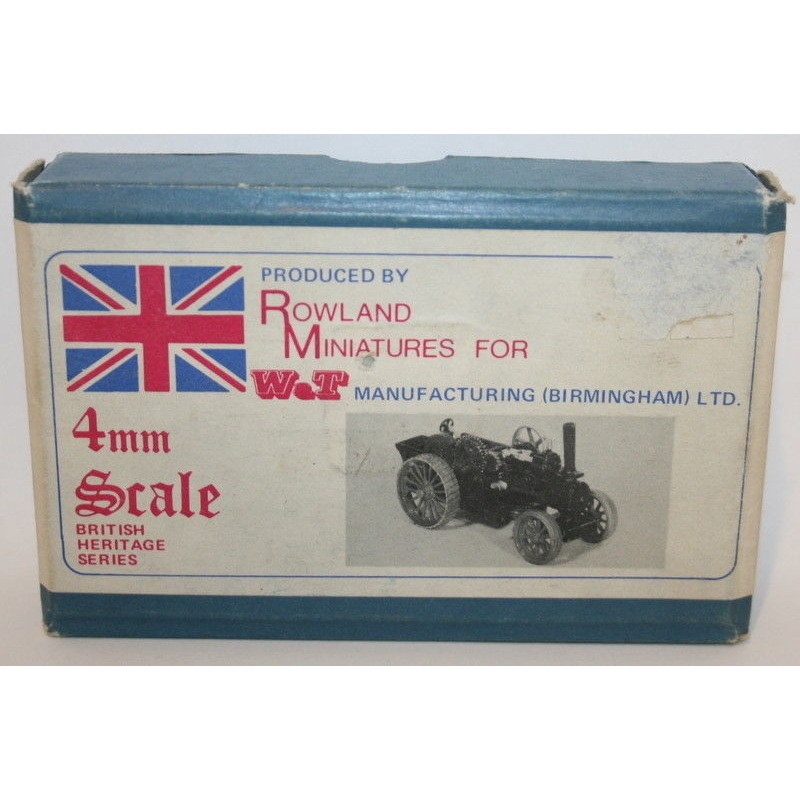 PRODUCED BY
ROWLAND
MINIATURES FOR
W.T MANUFACTURING (BIRMINGHAM) LTD.
4mm
Scale
BRITISH
HERITAGE
SERIES